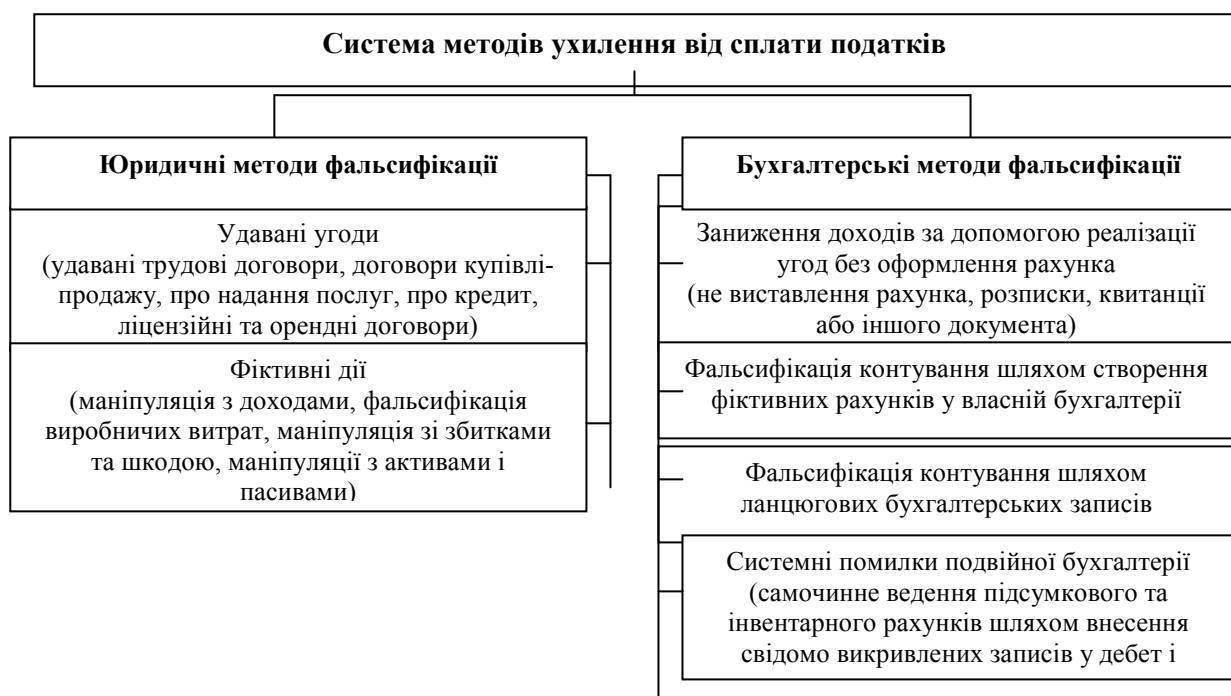 Система методів ухилення від сплати податків
Юридичні методи фальсифікації
Удавані угоди
(удавані трудові договори, договори купівлі-
продажу, про надання послуг, про кредит,
ліцензійні та орендні договори)
Фіктивні дії
(маніпуляція з доходами, фальсифікація
виробничих витрат, маніпуляція зі збитками
та шкодою, маніпуляції з активами і
пасивами)
Бухгалтерські методи фальсифікації
Заниження доходів за допомогою реалізації
угод без оформлення рахунка
(не виставлення рахунка, розписки, квитанції
або іншого документа)
Фальсифікація контування шляхом створення
фіктивних рахунків у власній бухгалтерії
Фальсифікація контування шляхом
ланцюгових бухгалтерських записів
Системні помилки подвійної бухгалтерії
(самочинне ведення підсумкового та
інвентарного рахунків шляхом внесення
свідомо викривлених записів у дебет і